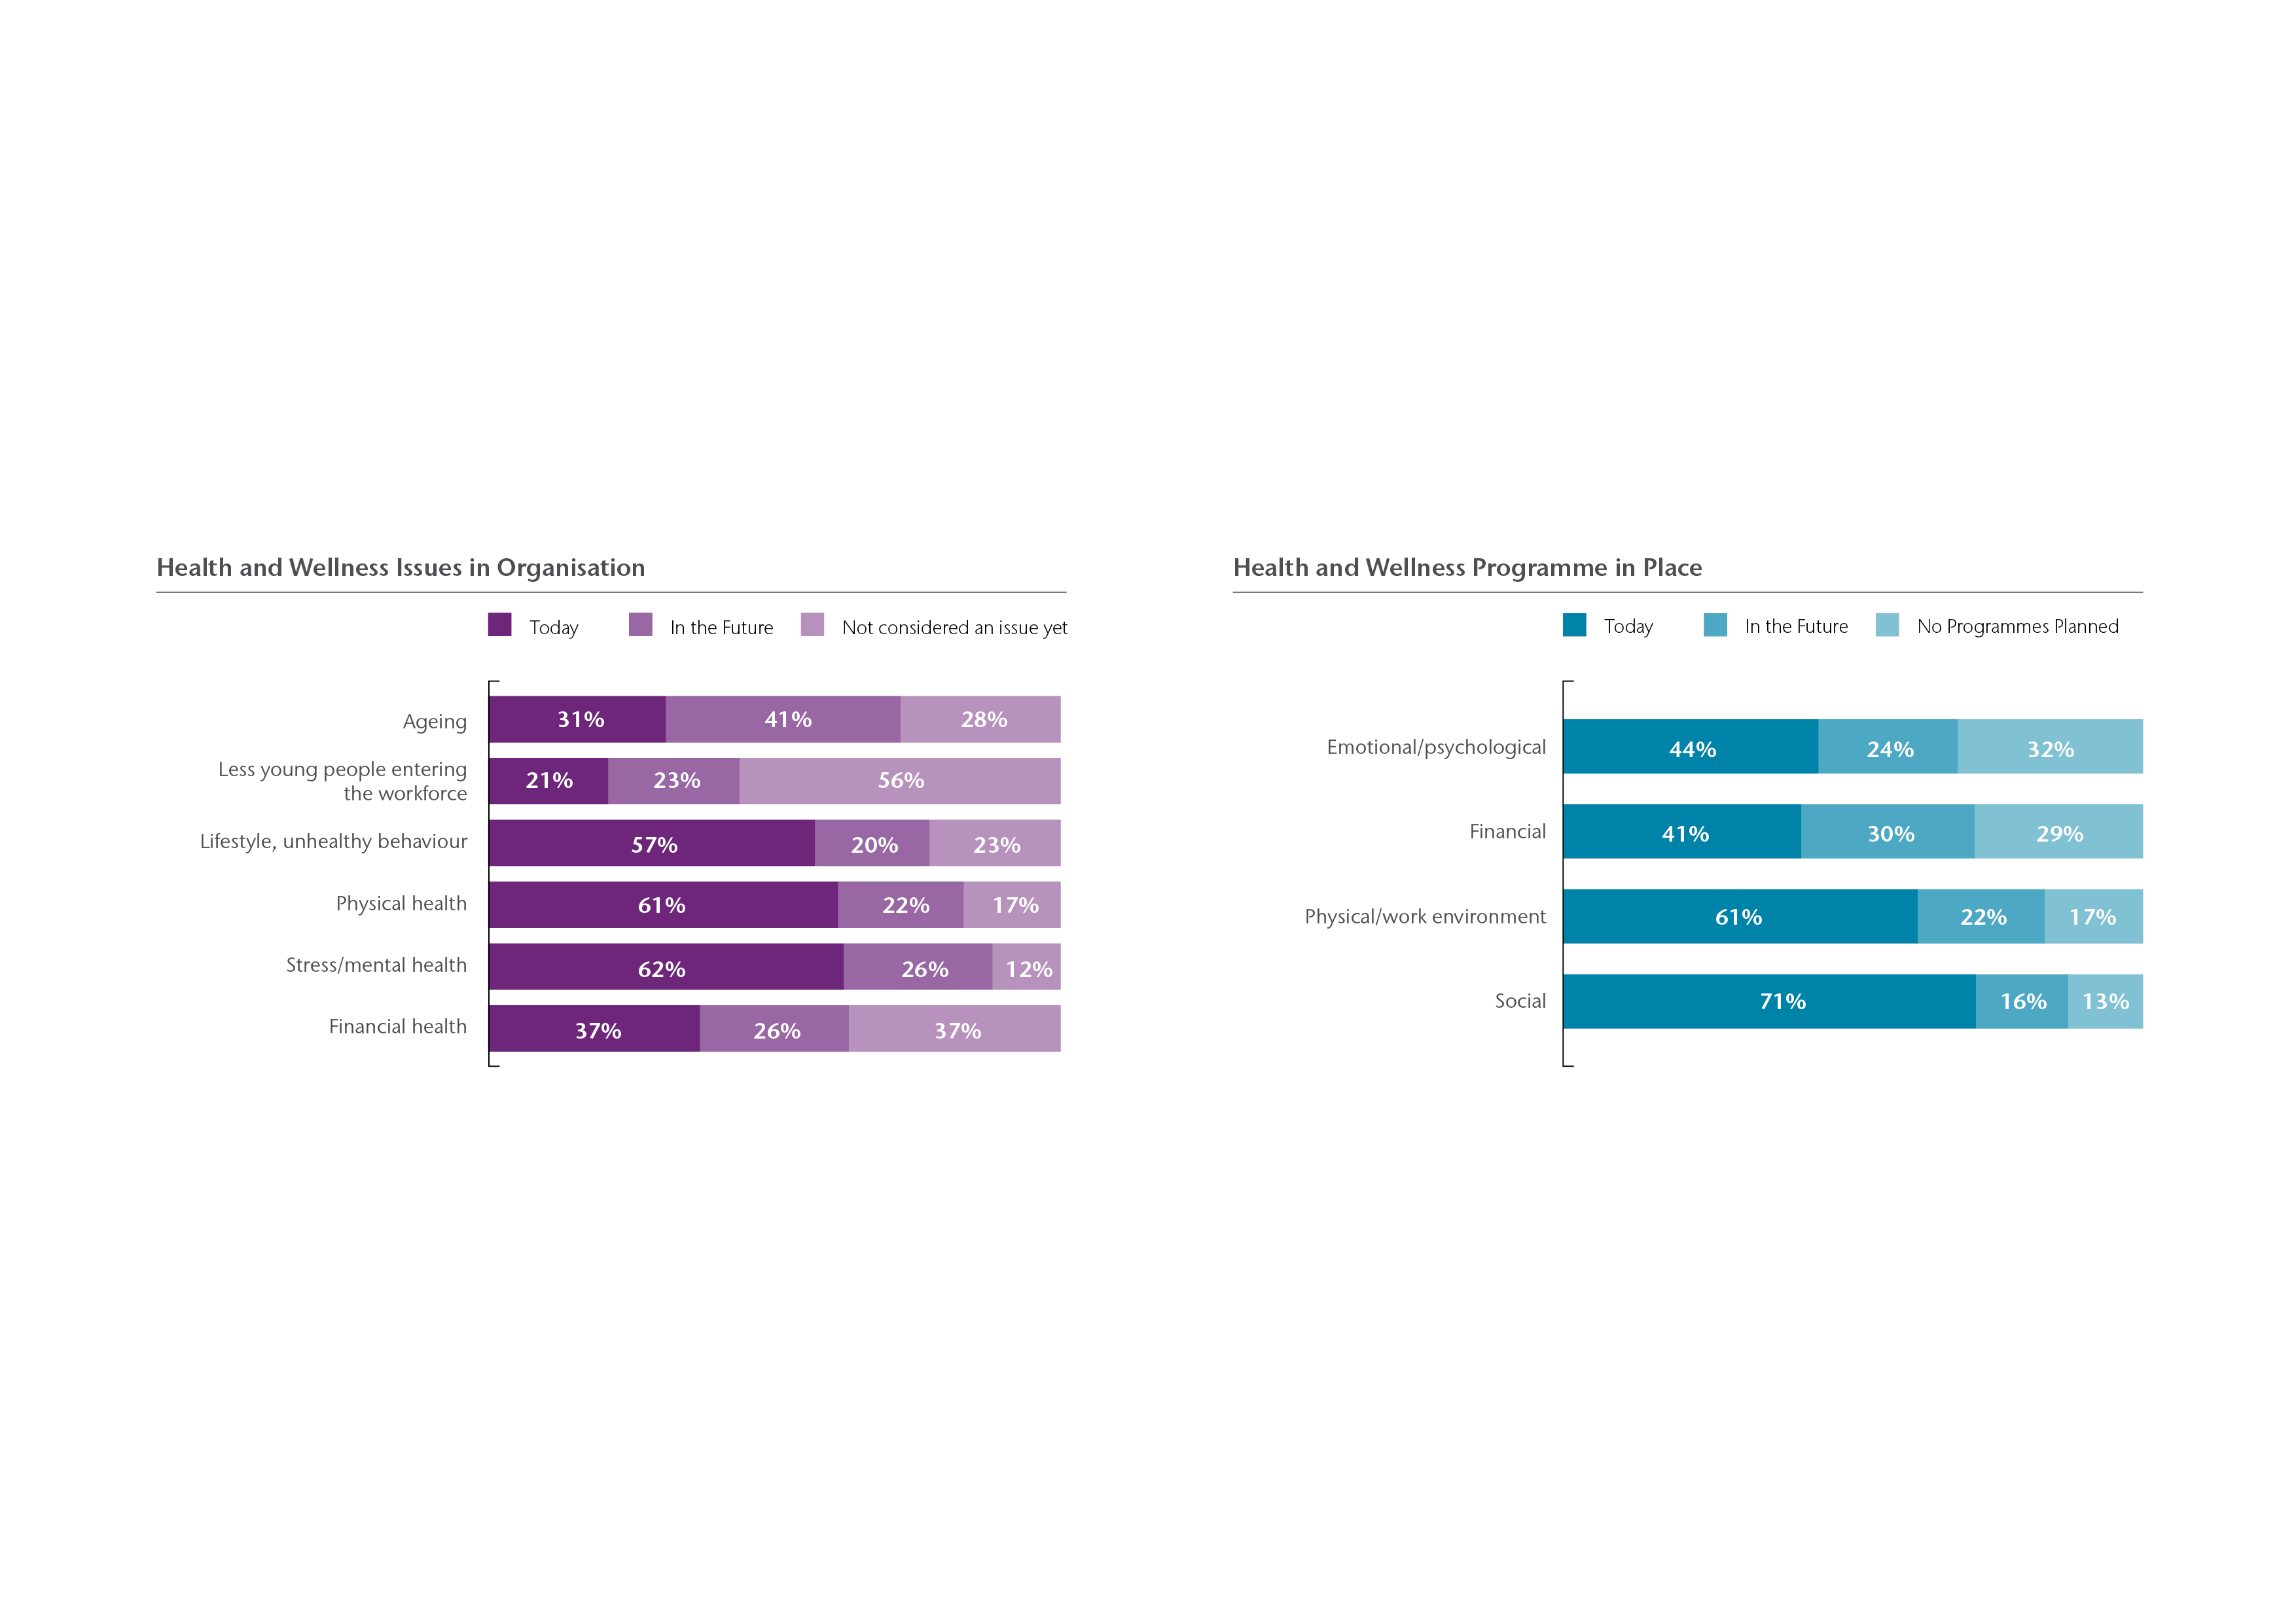 Health and Wellness Issues in Organisation
Today In the Future Not considered an issue yet
Ageing 31% 41% 28%
Less young people entering
the workforce 21% 23% 56%
Lifestyle, unhealthy behaviour 57% 20% 23%
Physical health 61% 22% 17%
Stress/mental health 62% 26% 12%
Financial health 37% 26% 37%
Health and Wellness Programme in Place
Today In the Future No Programmes Planned
Emotional/psychological 44% 24% 32%
Financial 41% 30% 29%
Physical/work environment 61% 22% 17%
Social 71% 16% 13%